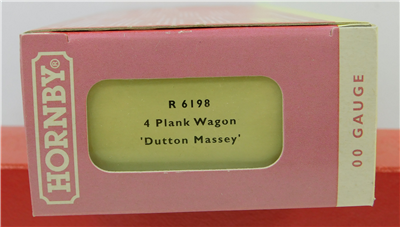 HORNBY®
R 6198
4 Plank Wagon
'Dutton Massey'
00 GAUGE